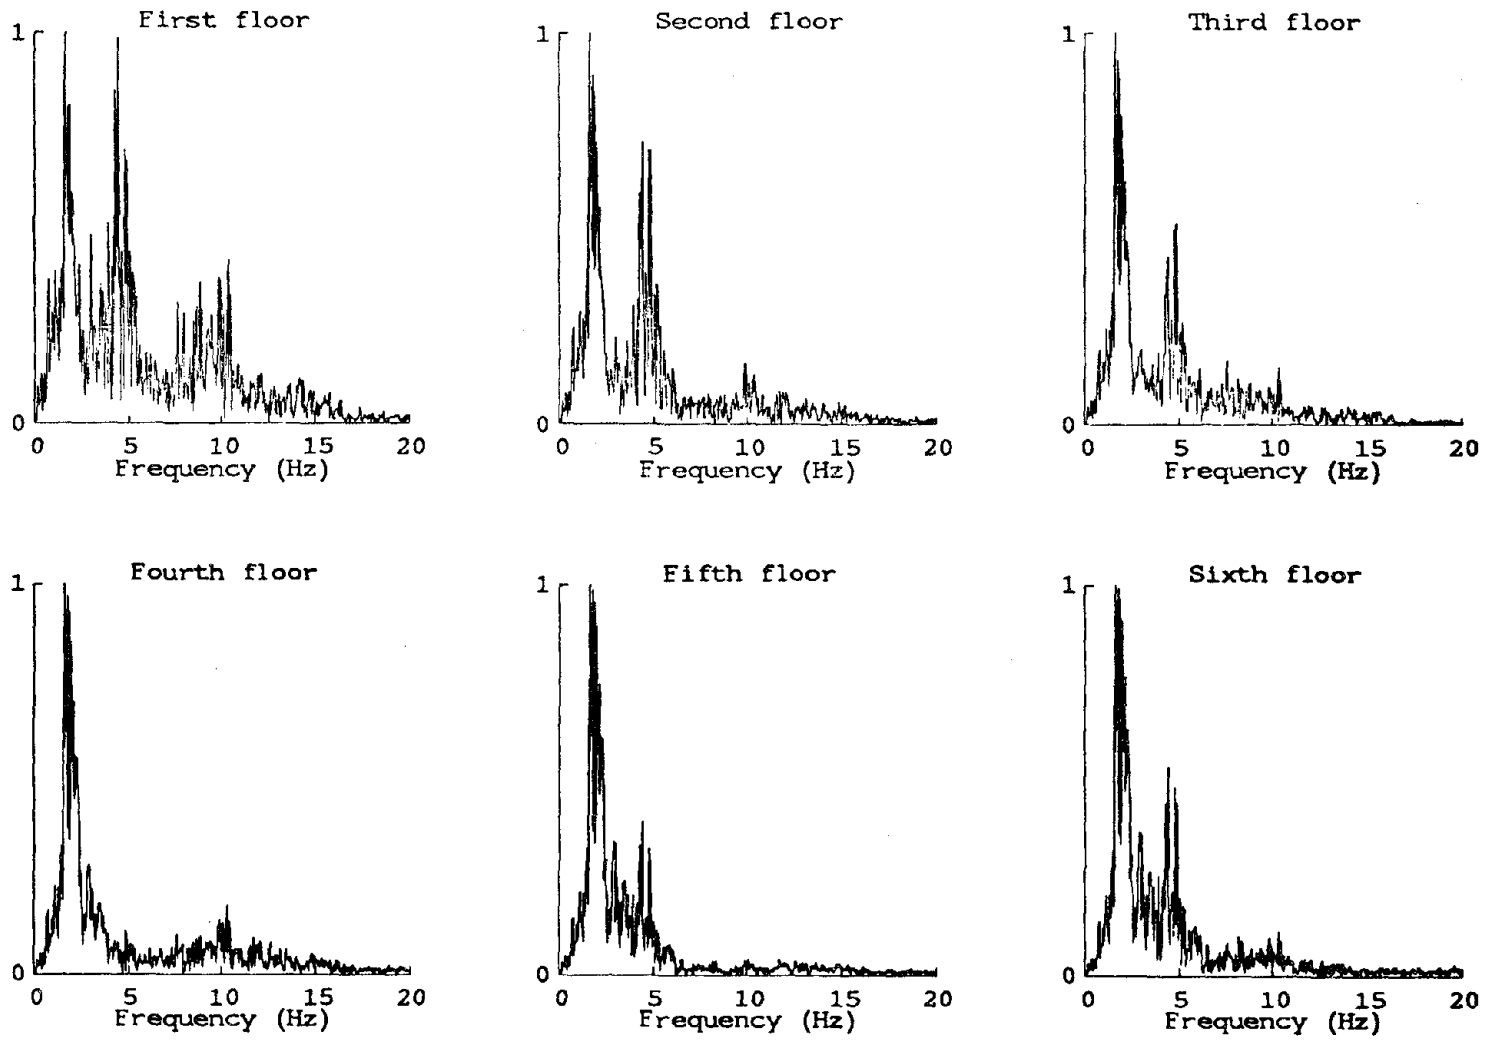 First floor
1
0
0 5 10 15 20
Frequency (Hz)
Second floor
1
0
0 5 10 15 20
Frequency (Hz)
Third floor
1
0
0 5 10 15 20
Frequency (Hz)
Fourth floor
1
0
0 5 10 15 20
Frequency (Hz)
Fifth floor
1
0
0 5 10 15 20
Frequency (Hz)
Sixth floor
1
0
0 5 10 15 20
Frequency (Hz)